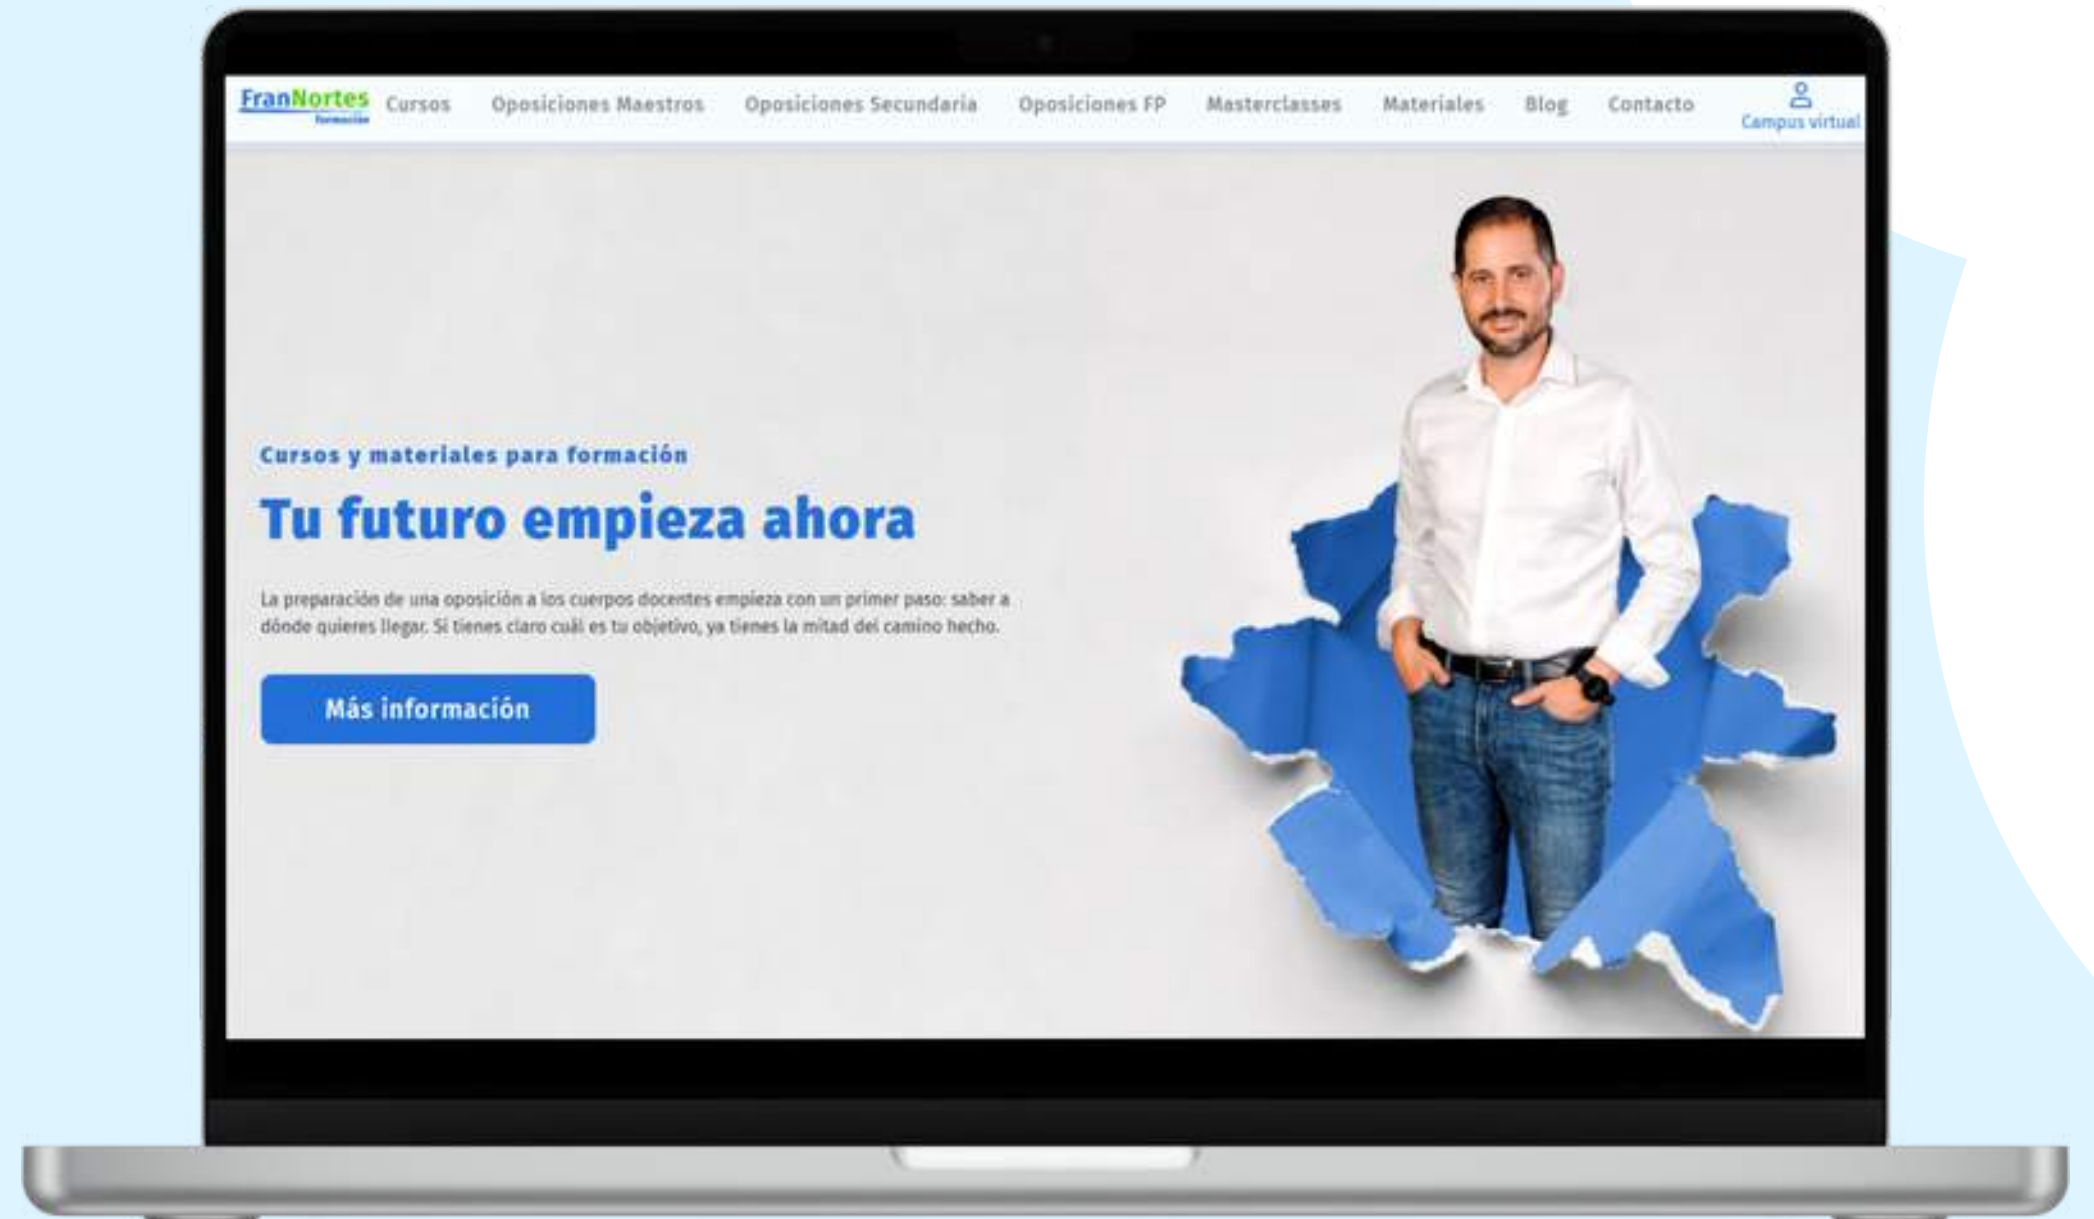 FranNortes
formación
Cursos
Oposiciones Maestros
Oposiciones Secundaria
Oposiciones FP
Masterclasses
Materiales
Blog
Contacto
Campus virtual
Cursos y materiales para formación
Tu futuro empieza ahora
La preparación de una oposición a los cuerpos docentes empieza con un primer paso: saber a
dónde quieres llegar. Si tienes claro cuál es tu objetivo, ya tienes la mitad del camino hecho.
Más información